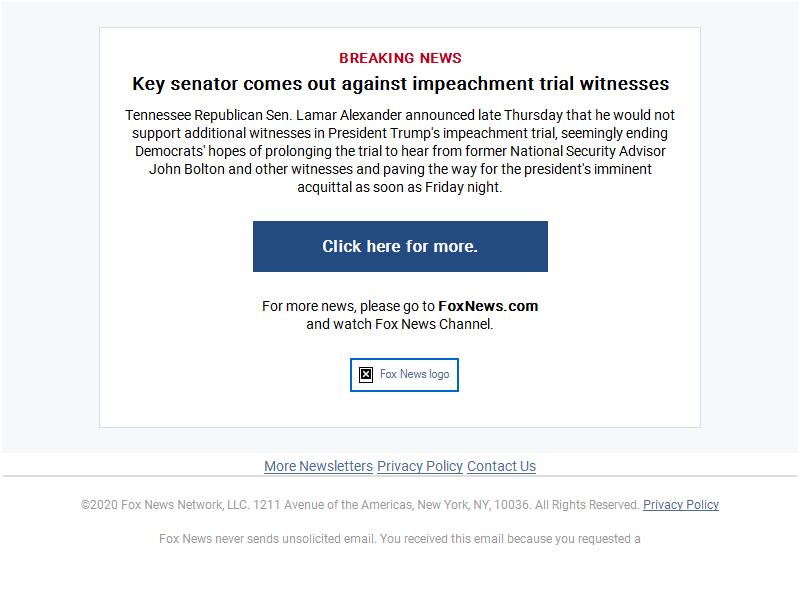 BREAKING NEWS
Key senator comes out against impeachment trial witnesses
Tennessee Republican Sen. Lamar Alexander announced late Thursday that he would not
support additional witnesses in President Trump's impeachment trial, seemingly ending
Democrats' hopes of prolonging the trial to hear from former National Security Advisor
John Bolton and other witnesses and paving the way for the president's imminent
acquittal as soon as Friday night.
Click here for more.
For more news, please go to FoxNews.com
and watch Fox News Channel.
Fox News logo
More Newsletters Privacy Policy Contact Us
©2020 Fox News Network, LLC. 1211 Avenue of the Americas, New York, NY, 10036. All Rights Reserved. Privacy Policy
Fox News never sends unsolicited email. You received this email because you requested a